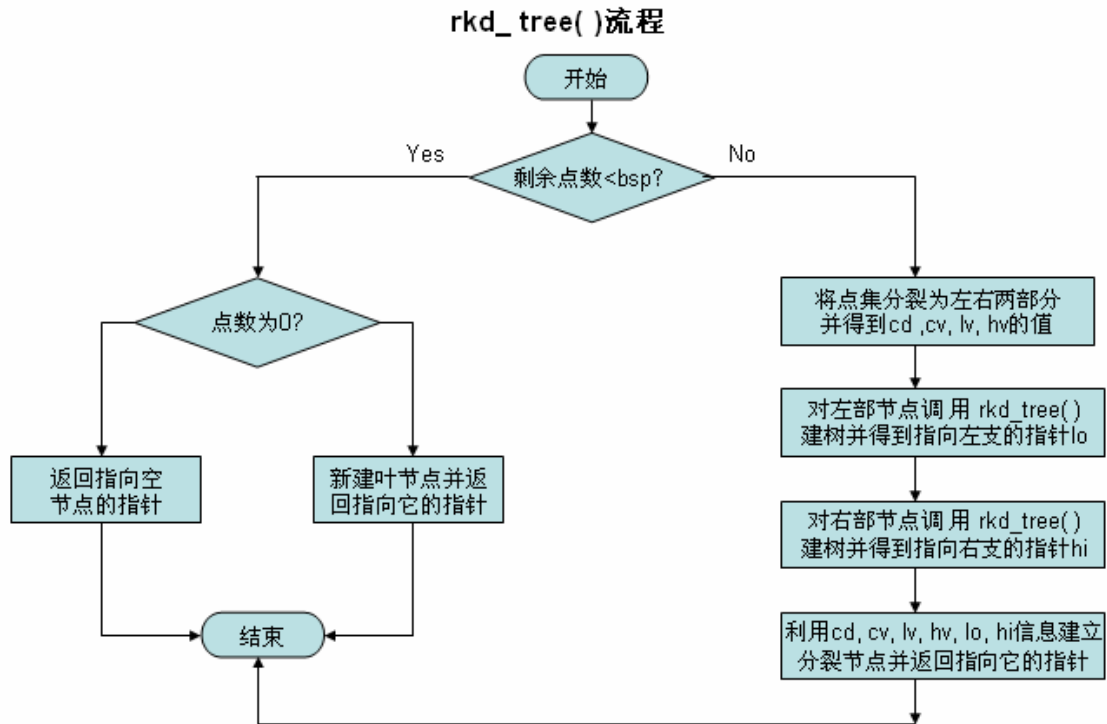 rkd_ tree( )流程
开始
Yes
No
剩余点数<bsp?
点数为0?
将点集分裂为左右两部分
并得到cd ,cv, lv, hv的值
对左部节点调 用 rkd_tree( )
建树并得到指向左支的指针lo
返回指向空
节点的指针
新建叶节点并返
回指向它的指针
对右部节点调 用 rkd_tree( )
建树并得到指向右支的指针hi
结束
利用cd, cv, lv, hv, lo, hi信息建立
分裂节点并返回指向它的指针